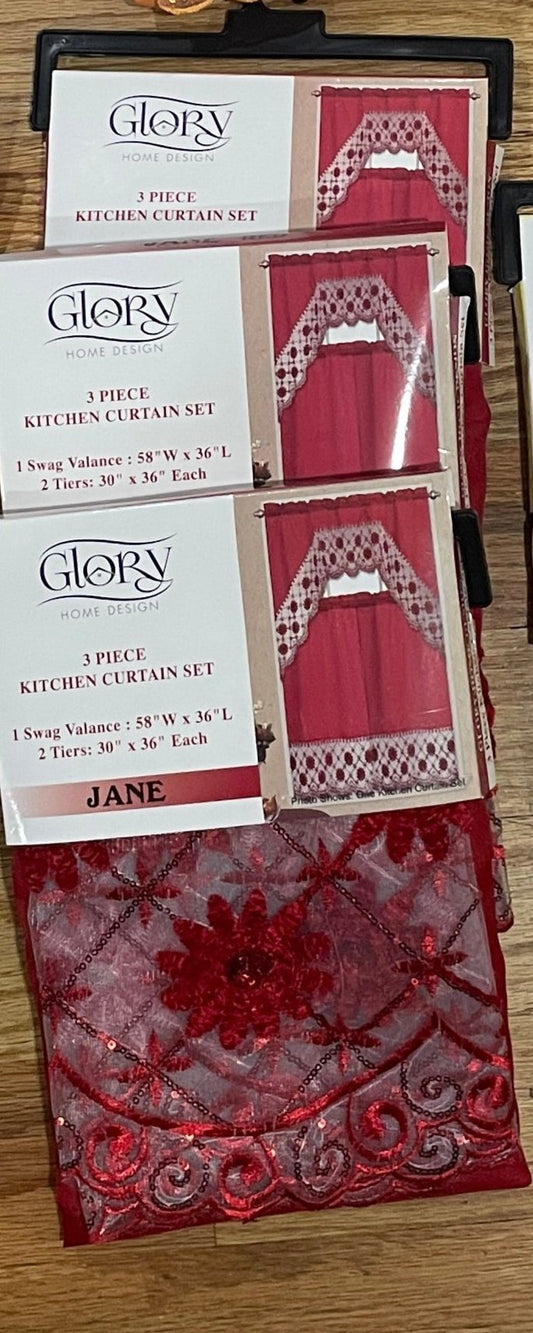 Glory
HOME DESIGN
3 PIECE
KITCHEN CURTAIN SET
JANE
Glory
HOME DESIGN
3 PIECE
KITCHEN CURTAIN SET
1 Swag Valance : 58"W x 36"L
2 Tiers: 30" x 36" Each
Glory
HOME DESIGN
3 PIECE
KITCHEN CURTAIN SET
1 Swag Valance : 58"W x 36"L
2 Tiers: 30" x 36" Each
JANE
Photo Shows: One Kitchen Curtain Set